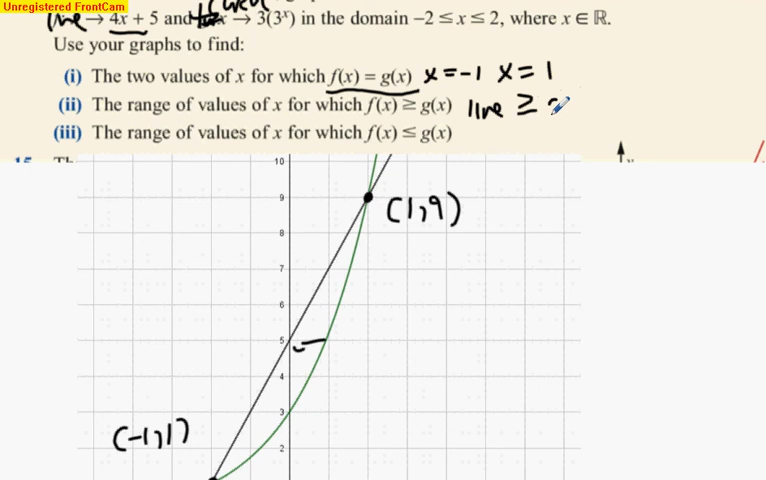 Unregistered FrontCam
line → 4x + 5 and → 3(3ˣ) in the domain −2 ≤ x ≤ 2, where x ∈ ℝ.
Use your graphs to find:
(i) The two values of x for which f(x) = g(x) x = -1 x = 1
(ii) The range of values of x for which f(x) ≥ g(x) line ≥
(iii) The range of values of x for which f(x) ≤ g(x)
15
10
9
(1,9)
8
7
6
5
4
3
(-1,1)
2